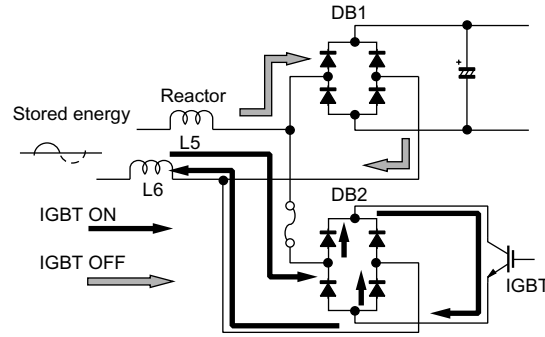 DB1
Reactor
Stored energy
L5
L6
DB2
IGBT ON
IGBT OFF
IGBT
+